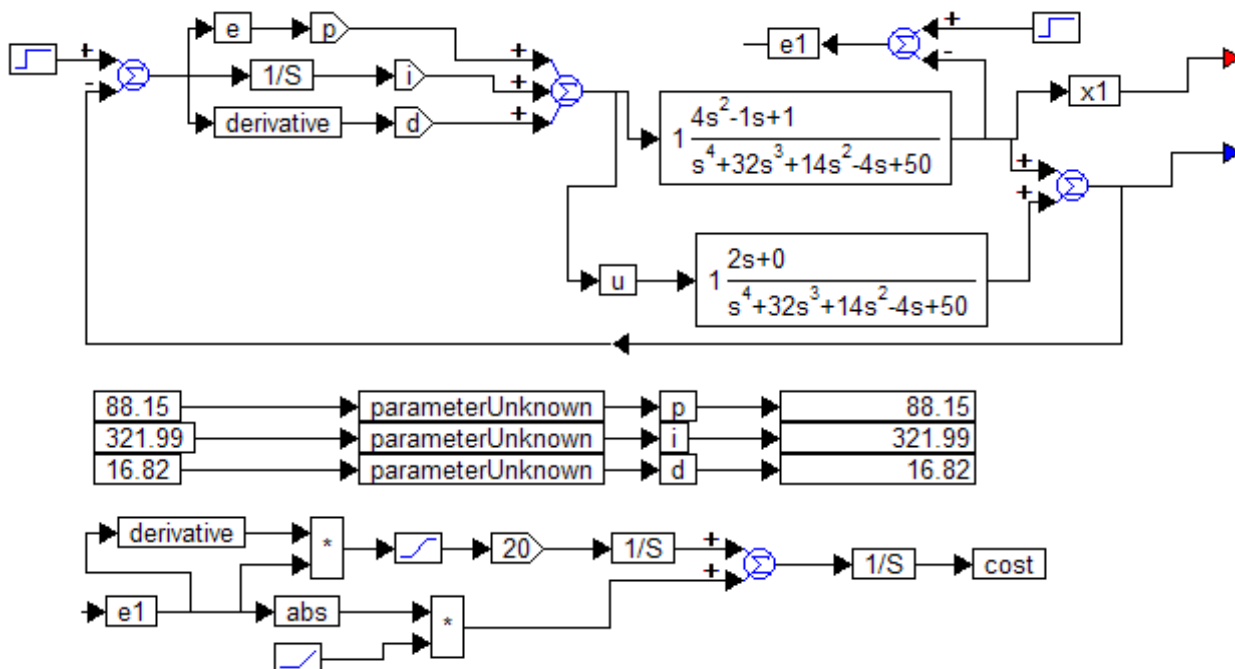 + e p + + - e1 Σ + -
- Σ 1/S i + Σ x1
derivative d + 1 4s²-1s+1 / s⁴+32s³+14s²-4s+50 + Σ +
u 1 2s+0 / s⁴+32s³+14s²-4s+50
88.15 parameterUnknown p 88.15
321.99 parameterUnknown i 321.99
16.82 parameterUnknown d 16.82
derivative * 20 1/S + Σ + 1/S cost
e1 abs *